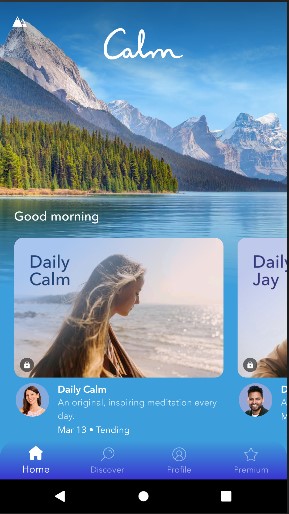 Calm
Good morning
Daily
Calm
Daily
Jay
Daily Calm
An original, inspiring meditation every
day.
Mar 13 • Tending
Home
Discover
Profile
Premium